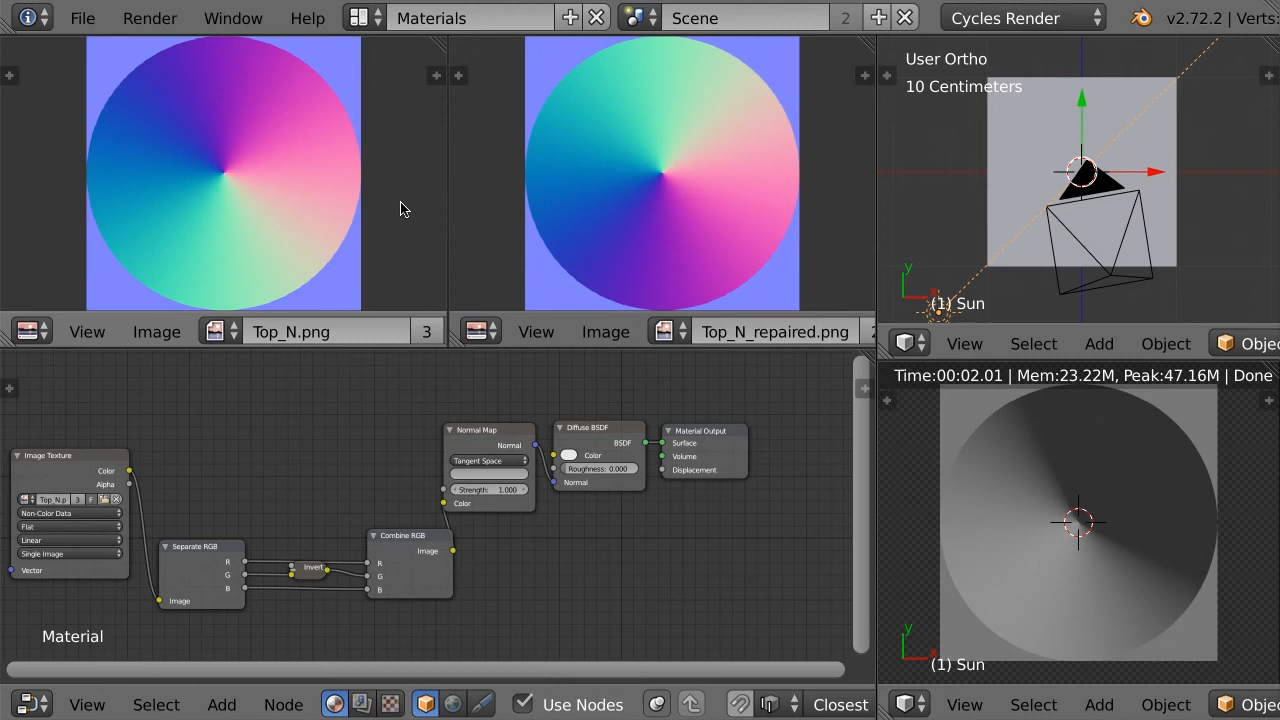 File Render Window Help Materials Scene 2 Cycles Render v2.72.2 | Verts:
User Ortho
10 Centimeters
y
x
(1) Sun
View Image Top_N.png 3
View Image Top_N_repaired.png 2
View Select Add Object Objec
Time:00:02.01 | Mem:23.22M, Peak:47.16M | Done
Image Texture
Color
Alpha
Top_N.p 3 F
Non-Color Data
Flat
Linear
Single Image
Vector
Separate RGB
R
G
B
Image
Invert
Combine RGB
Image
R
G
B
Normal Map
Normal
Tangent Space
Strength: 1.000
Color
Diffuse BSDF
BSDF
Color
Roughness: 0.000
Normal
Material Output
Surface
Volume
Displacement
Material
y
x
(1) Sun
View Select Add Node Use Nodes Closest
View Select Add Object Objec